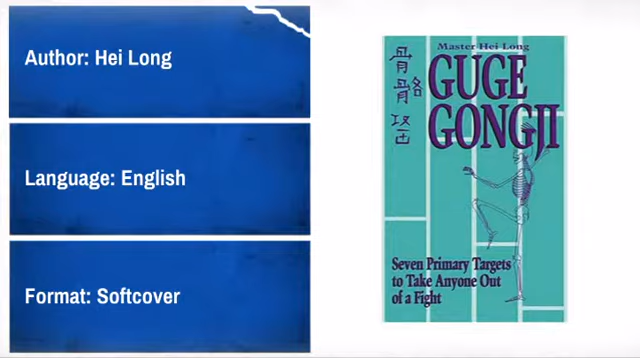 Author: Hei Long
Language: English
Format: Softcover
Master Hei Long
GUGE
GONGJI
骨
骼
攻
击
Seven Primary Targets
to Take Anyone Out
of a Fight